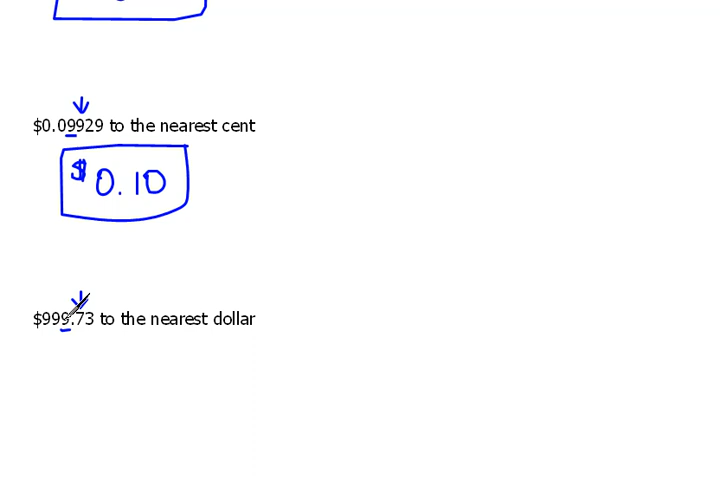 $0.09929 to the nearest cent
$0.10
$999.73 to the nearest dollar